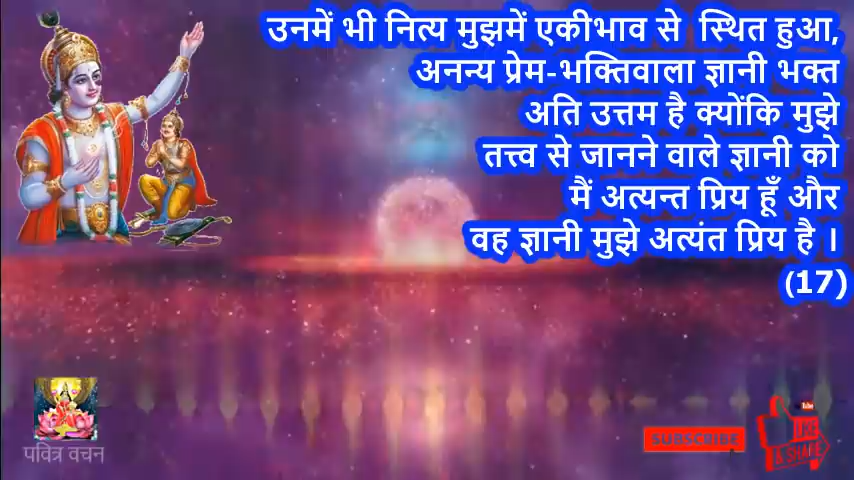 उनमें भी नित्य मुझमें एकीभाव से स्थित हुआ,
अनन्य प्रेम-भक्तिवाला ज्ञानी भक्त
अति उत्तम है क्योंकि मुझे
तत्त्व से जानने वाले ज्ञानी को
मैं अत्यन्त प्रिय हूँ और
वह ज्ञानी मुझे अत्यंत प्रिय है ।
(17)
पवित्र वचन
SUBSCRIBE
LIKE
& SHARE